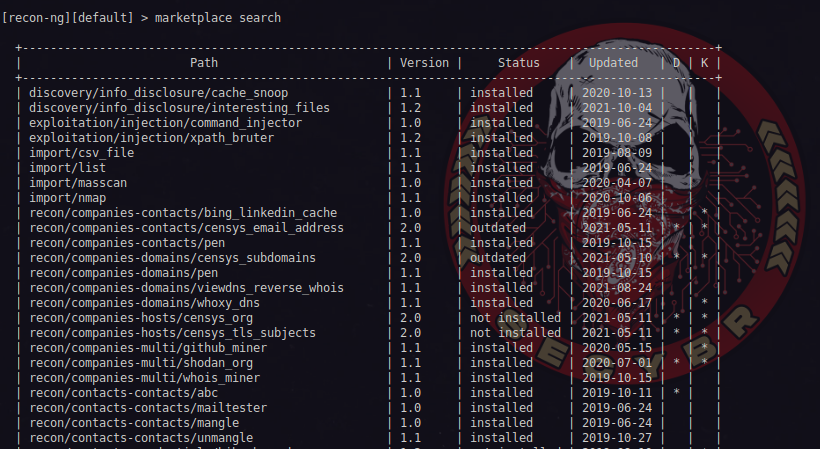 [recon-ng][default] > marketplace search
+---------------------------------------------------------------------------------------------------+
| Path | Version | Status | Updated | D | K |
+---------------------------------------------------------------------------------------------------+
| discovery/info_disclosure/cache_snoop | 1.1 | installed | 2020-10-13 | | |
| discovery/info_disclosure/interesting_files | 1.2 | installed | 2021-10-04 | | |
| exploitation/injection/command_injector | 1.0 | installed | 2019-06-24 | | |
| exploitation/injection/xpath_bruter | 1.2 | installed | 2019-10-08 | | |
| import/csv_file | 1.1 | installed | 2019-08-09 | | |
| import/list | 1.1 | installed | 2019-06-24 | | |
| import/masscan | 1.0 | installed | 2020-04-07 | | |
| import/nmap | 1.1 | installed | 2020-10-06 | | |
| recon/companies-contacts/bing_linkedin_cache | 1.0 | installed | 2019-06-24 | | * |
| recon/companies-contacts/censys_email_address | 2.0 | outdated | 2021-05-11 | * | * |
| recon/companies-contacts/pen | 1.1 | installed | 2019-10-15 | | |
| recon/companies-domains/censys_subdomains | 2.0 | outdated | 2021-05-10 | * | * |
| recon/companies-domains/pen | 1.1 | installed | 2019-10-15 | | |
| recon/companies-domains/viewdns_reverse_whois | 1.1 | installed | 2021-08-24 | | |
| recon/companies-domains/whoxy_dns | 1.1 | installed | 2020-06-17 | | * |
| recon/companies-hosts/censys_org | 2.0 | not installed | 2021-05-11 | * | * |
| recon/companies-hosts/censys_tls_subjects | 2.0 | not installed | 2021-05-11 | * | * |
| recon/companies-multi/github_miner | 1.1 | installed | 2020-05-15 | | * |
| recon/companies-multi/shodan_org | 1.1 | installed | 2020-07-01 | * | * |
| recon/companies-multi/whois_miner | 1.1 | installed | 2019-10-15 | | |
| recon/contacts-contacts/abc | 1.0 | installed | 2019-10-11 | * | |
| recon/contacts-contacts/mailtester | 1.0 | installed | 2019-06-24 | | |
| recon/contacts-contacts/mangle | 1.0 | installed | 2019-06-24 | | |
| recon/contacts-contacts/unmangle | 1.1 | installed | 2019-10-27 | | |